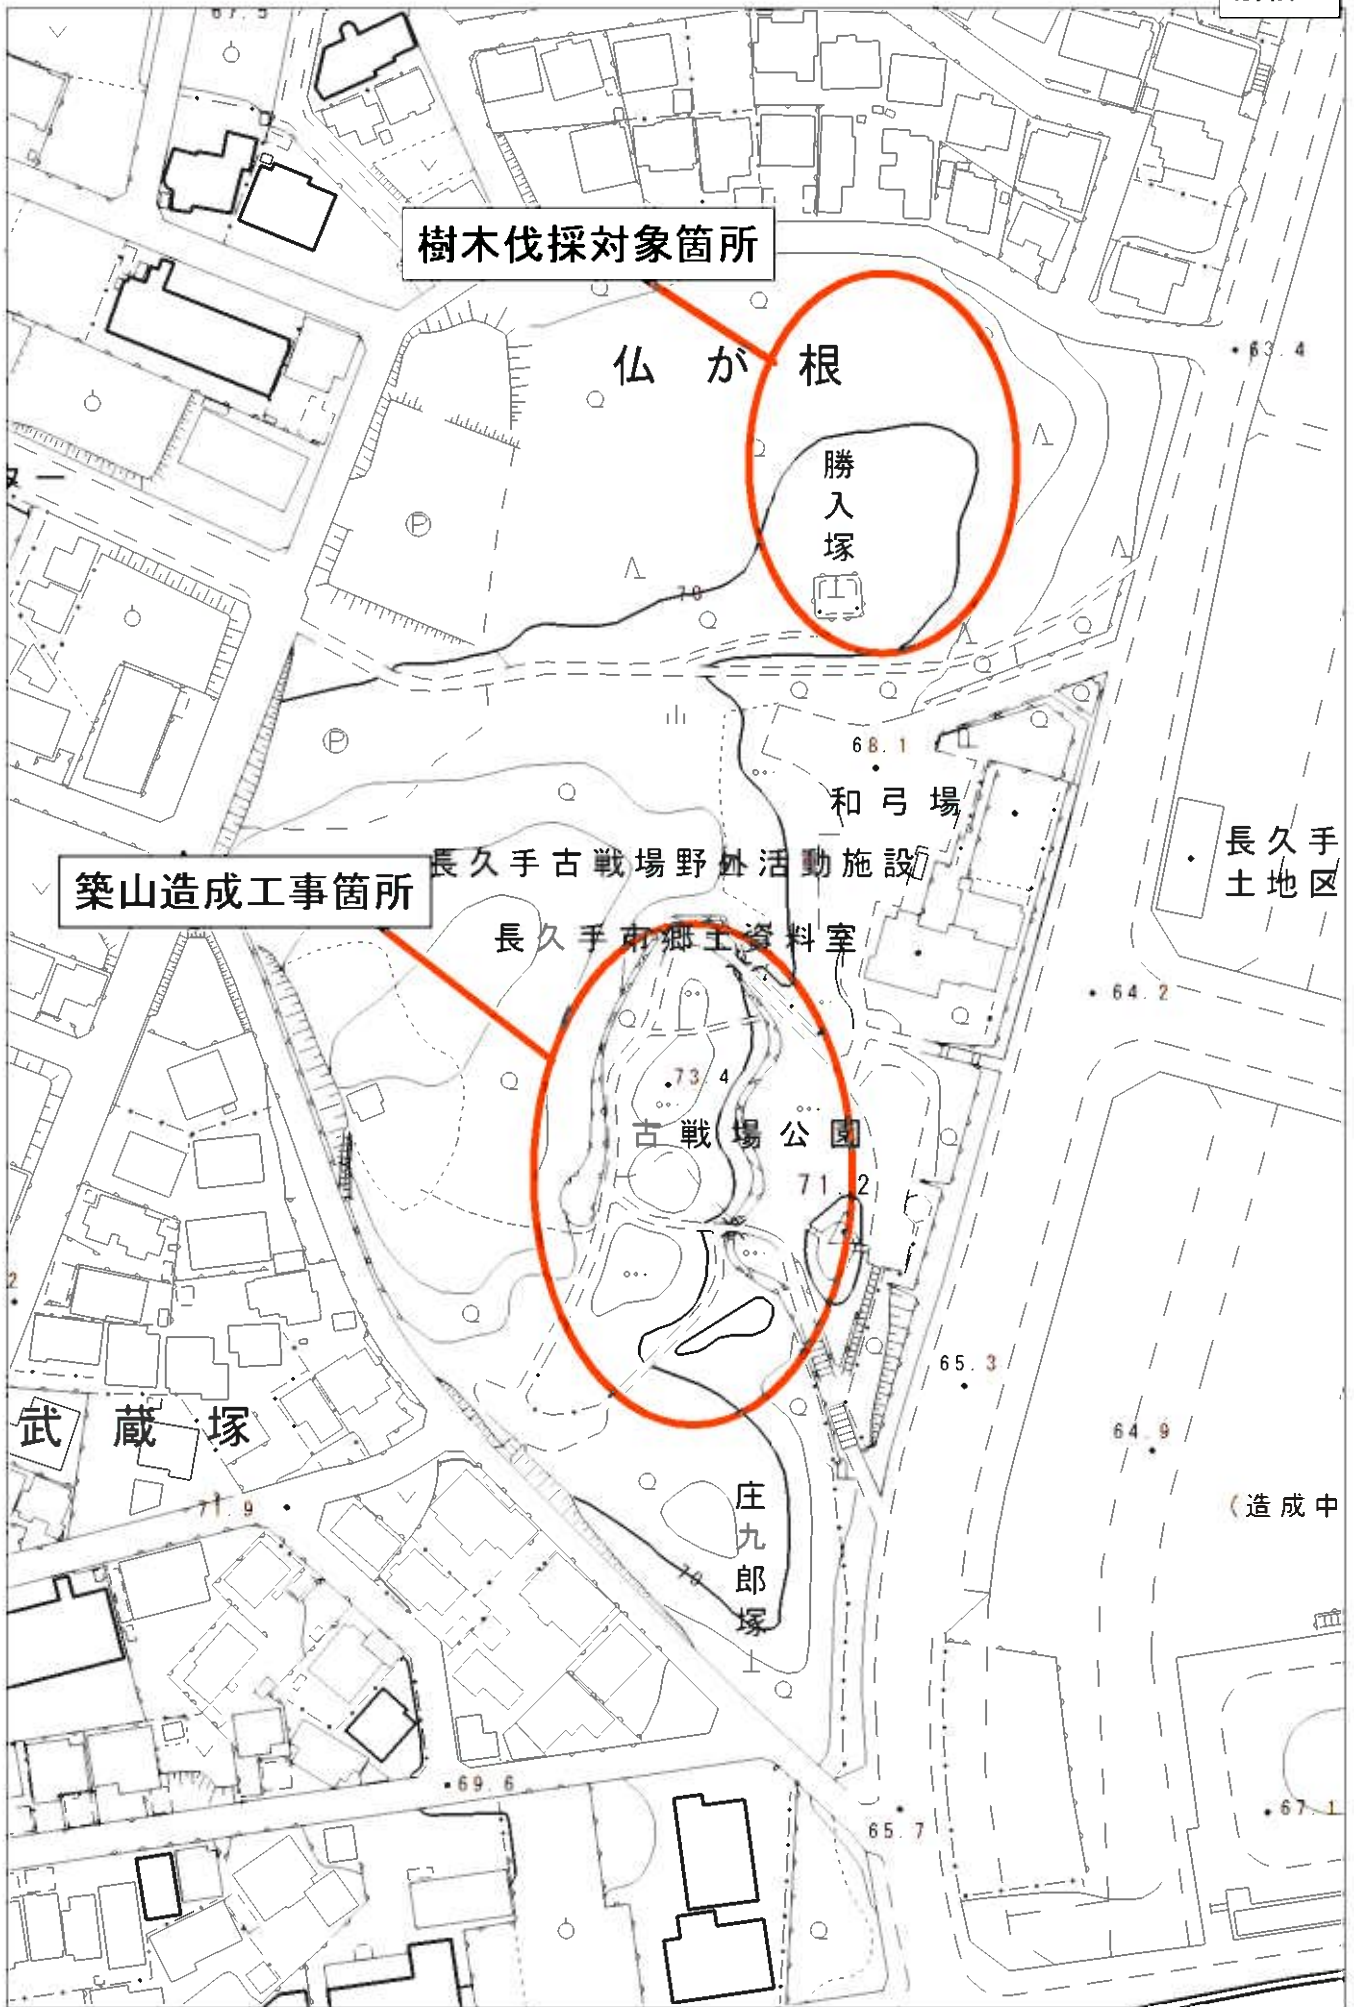 樹木伐採対象箇所
仏が根
63.4
勝入塚
70
68.1
和弓場
長久手
土地区
長久手古戦場野外活動施設
築山造成工事箇所
長久手市郷土資料室
64.2
73.4
古戦場公園
71.2
65.3
武蔵塚
64.9
71.9
(造成中
庄九郎塚
70
69.6
65.7
67.1